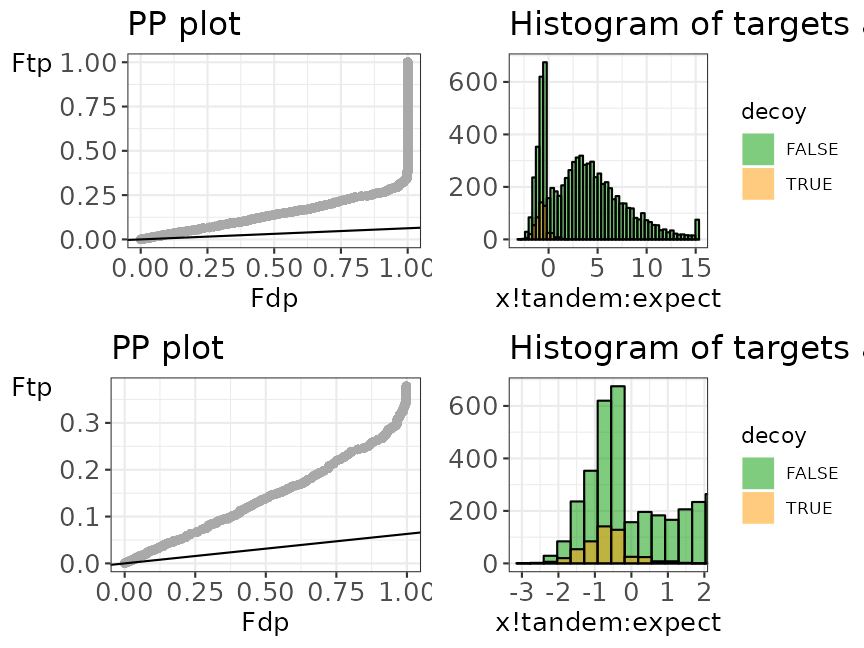 PP plot
Ftp
1.00
0.75
0.50
0.25
0.00
0.00 0.25 0.50 0.75 1.00
Fdp
Histogram of targets a
600
400
200
0
0 5 10 15
x!tandem:expect
decoy
FALSE
TRUE
PP plot
Ftp
0.3
0.2
0.1
0.0
0.00 0.25 0.50 0.75 1.00
Fdp
Histogram of targets a
600
400
200
0
-3 -2 -1 0 1 2
x!tandem:expect
decoy
FALSE
TRUE